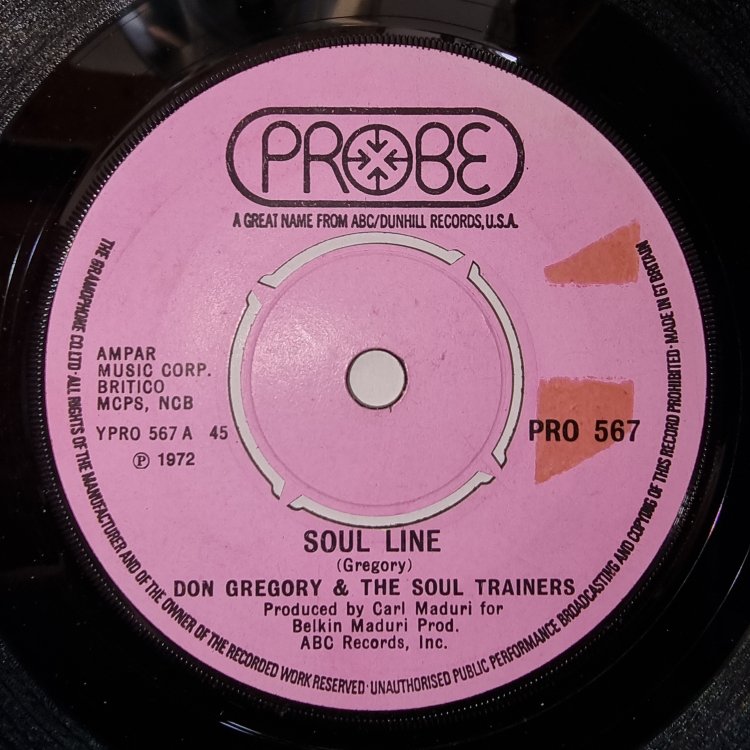 PROBE
A GREAT NAME FROM ABC/DUNHILL RECORDS, U.S.A.
AMPAR
MUSIC CORP.
BRITICO
MCPS, NCB
YPRO 567 A 45
℗ 1972
PRO 567
SOUL LINE
(Gregory)
DON GREGORY & THE SOUL TRAINERS
Produced by Carl Maduri for
Belkin Maduri Prod.
ABC Records, Inc.
THE GRAMOPHONE CO.LTD·ALL RIGHTS OF THE MANUFACTURER AND OF THE OWNER OF THE RECORDED WORK RESERVED·UNAUTHORISED PUBLIC PERFORMANCE BROADCASTING AND COPYING OF THIS RECORD PROHIBITED·MADE IN GT BRITAIN